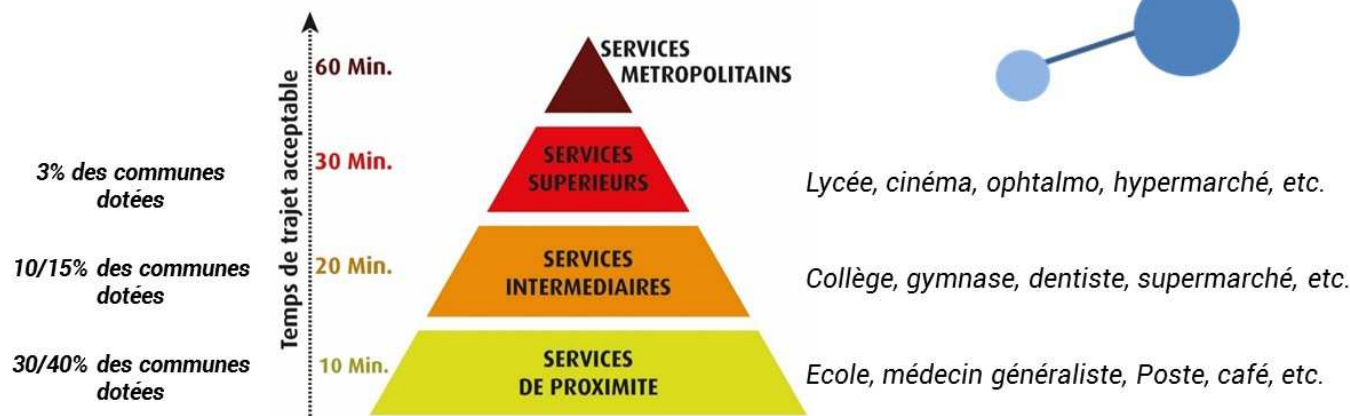 Temps de trajet acceptable
60 Min.
SERVICES
METROPOLITAINS
3% des communes
dotées
30 Min.
SERVICES
SUPERIEURS
Lycée, cinéma, ophtalmo, hypermarché, etc.
10/15% des communes
dotées
20 Min.
SERVICES
INTERMEDIAIRES
Collège, gymnase, dentiste, supermarché, etc.
30/40% des communes
dotées
10 Min.
SERVICES
DE PROXIMITE
Ecole, médecin généraliste, Poste, café, etc.